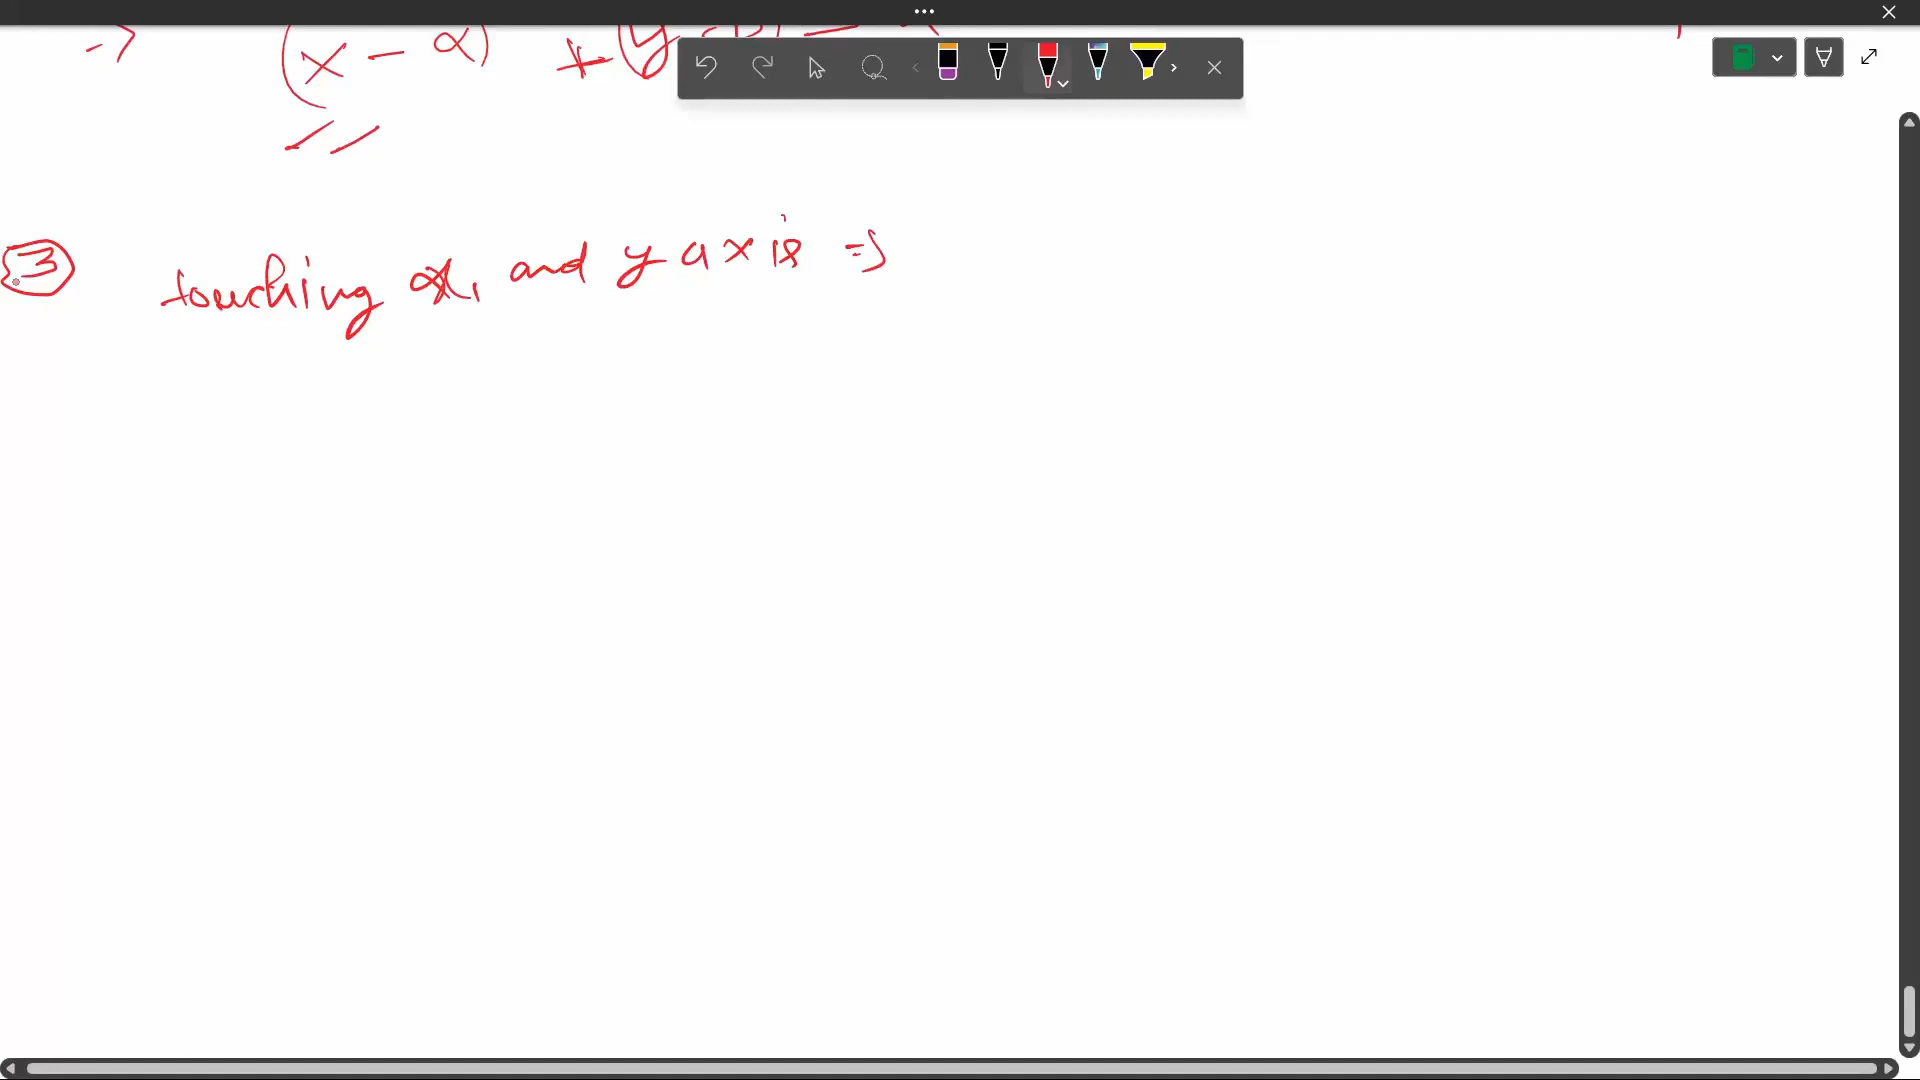 → (x - α)
③ touching x, and y axis ⇒